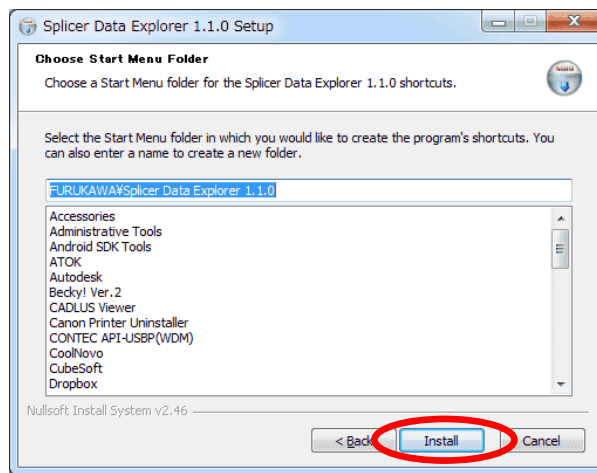 Splicer Data Explorer 1.1.0 Setup
Choose Start Menu Folder
Choose a Start Menu folder for the Splicer Data Explorer 1.1.0 shortcuts.
Select the Start Menu folder in which you would like to create the program's shortcuts. You
can also enter a name to create a new folder.
FURUKAWA¥Splicer Data Explorer 1.1.0
Accessories
Administrative Tools
Android SDK Tools
ATOK
Autodesk
Becky! Ver.2
CADLUS Viewer
Canon Printer Uninstaller
CONTEC API-USBP(WDM)
CoolNovo
CubeSoft
Dropbox
Nullsoft Install System v2.46
< Back
Install
Cancel